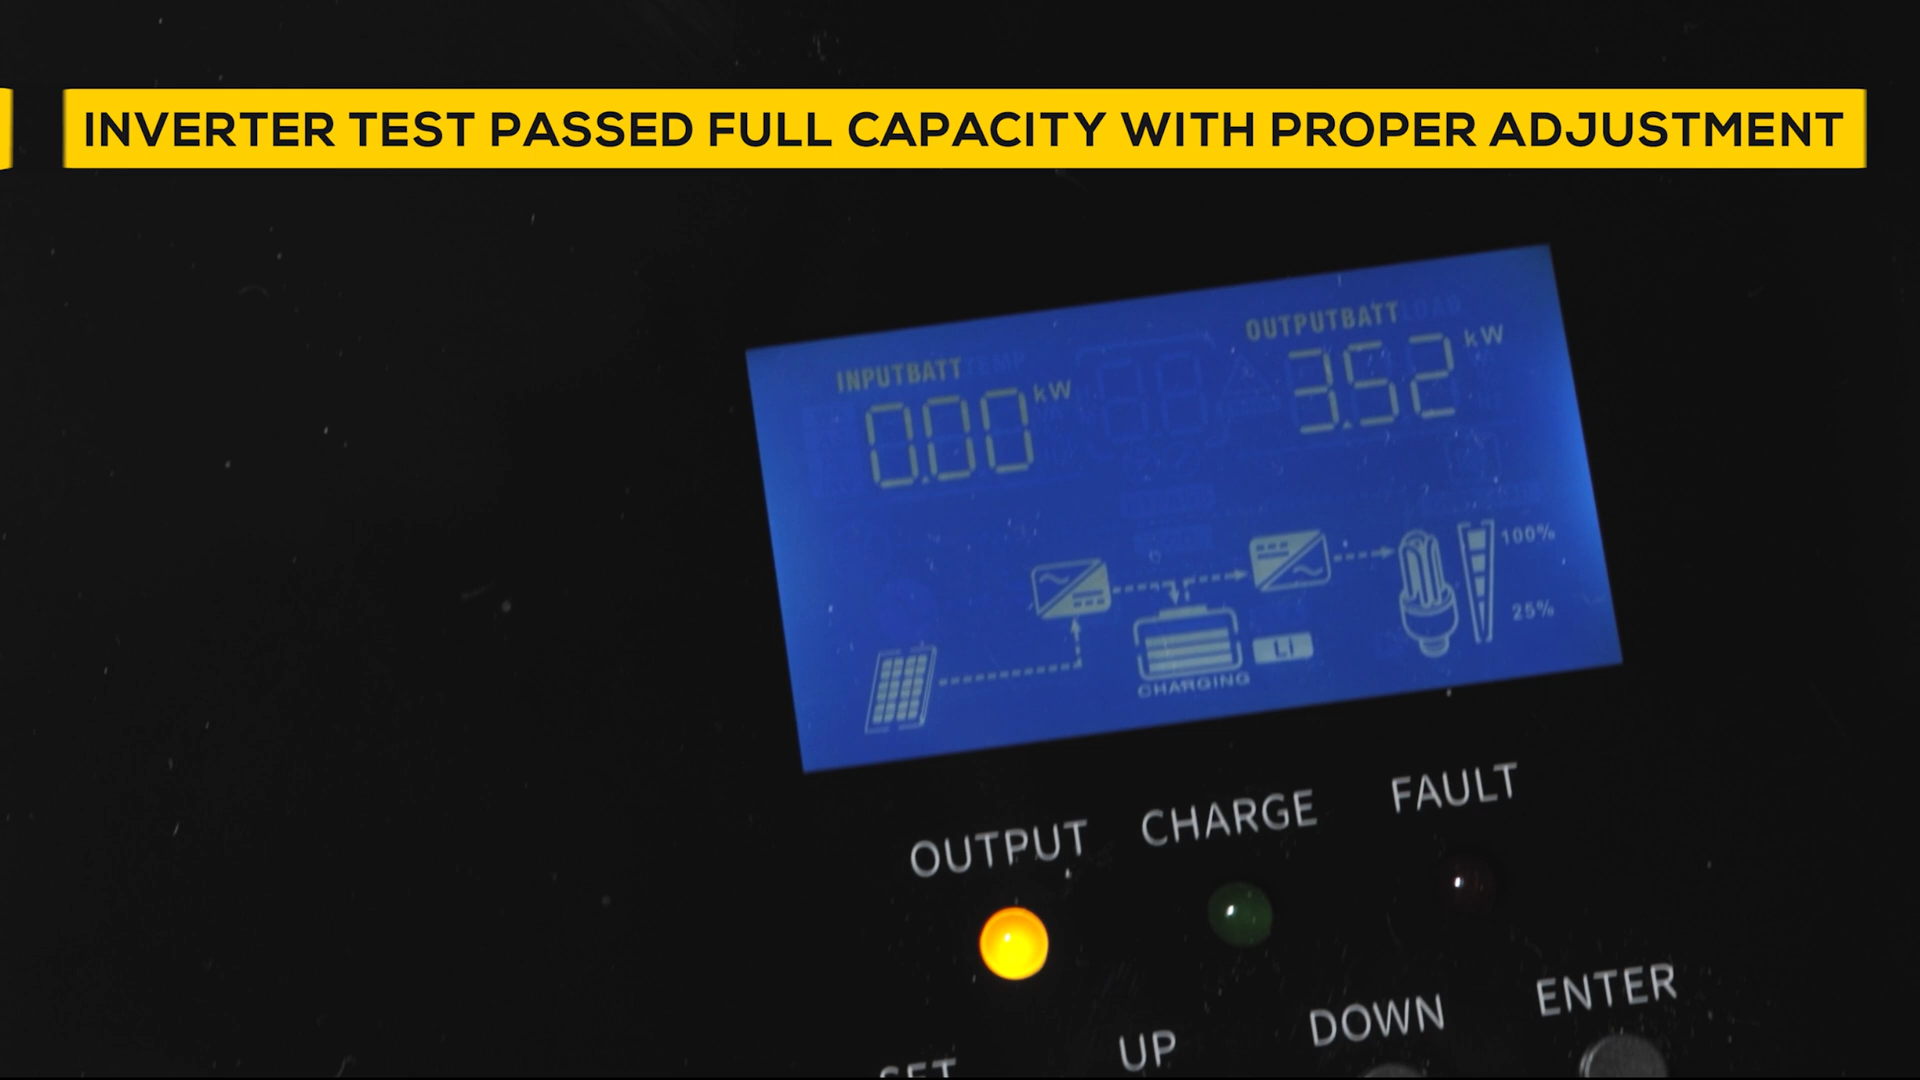 INVERTER TEST PASSED FULL CAPACITY WITH PROPER ADJUSTMENT
INPUTBATT
OUTPUTBATT
0.00 kW
3.52 kW
100%
25%
Li
CHARGING
OUTPUT CHARGE FAULT
SET UP DOWN ENTER